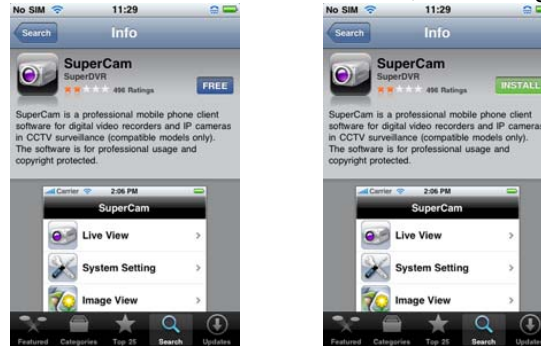 No SIM 11:29
Search Info
SuperCam
SuperDVR
496 Ratings
FREE
SuperCam is a professional mobile phone client
software for digital video recorders and IP cameras
in CCTV surveillance (compatible models only).
The software is for professional usage and
copyright protected.
Carrier 2:06 PM
SuperCam
Live View
System Setting
Image View
Featured Categories Top 25 Search Updates
No SIM 11:29
Search Info
SuperCam
SuperDVR
496 Ratings
INSTALL
SuperCam is a professional mobile phone client
software for digital video recorders and IP cameras
in CCTV surveillance (compatible models only).
The software is for professional usage and
copyright protected.
Carrier 2:06 PM
SuperCam
Live View
System Setting
Image View
Featured Categories Top 25 Search Updates